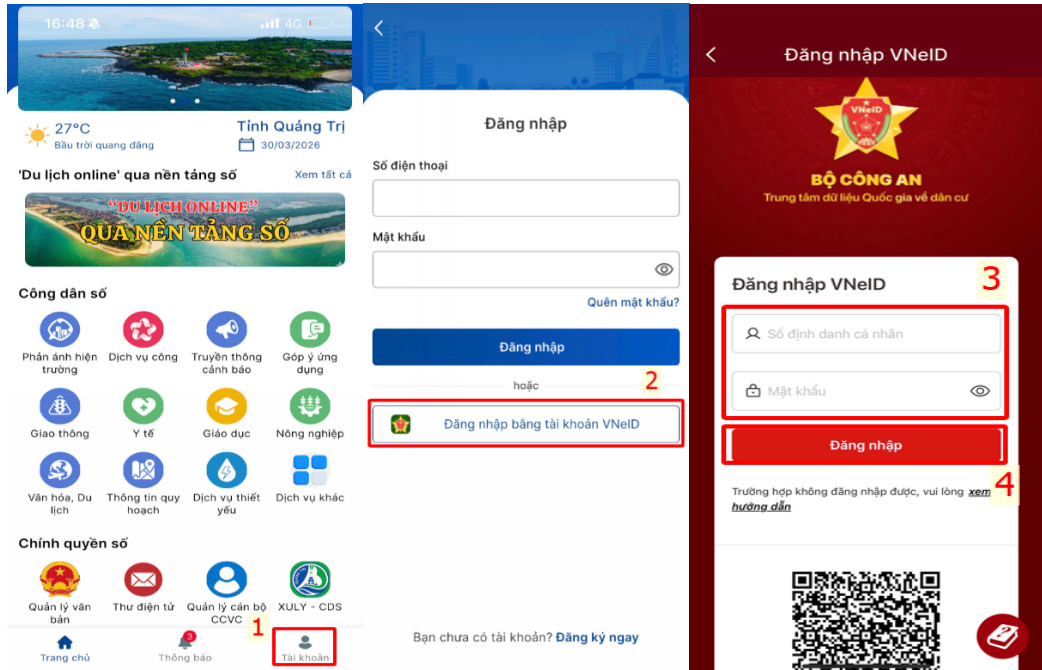 16:48
4G
27°C
Bầu trời quang đãng
Tỉnh Quảng Trị
30/03/2026
'Du lịch online' qua nền tảng số
Xem tất cả
“DU LỊCH ONLINE”
QUA NỀN TẢNG SỐ
Công dân số
Phản ánh hiện trường
Dịch vụ công
Truyền thông cảnh báo
Góp ý ứng dụng
Giao thông
Y tế
Giáo dục
Nông nghiệp
Văn hóa, Du lịch
Thông tin quy hoạch
Dịch vụ thiết yếu
Dịch vụ khác
Chính quyền số
Quản lý văn bản
Thư điện tử
Quản lý cán bộ CCVC
XULY - CDS
1
Trang chủ
3
Thông báo
Tài khoản
Đăng nhập
Số điện thoại
Mật khẩu
Quên mật khẩu?
Đăng nhập
hoặc
2
Đăng nhập bằng tài khoản VNeID
Bạn chưa có tài khoản? Đăng ký ngay
Đăng nhập VNeID
VNeID
BỘ CÔNG AN
Trung tâm dữ liệu Quốc gia về dân cư
Đăng nhập VNeID
3
Số định danh cá nhân
Mật khẩu
Đăng nhập
4
Trường hợp không đăng nhập được, vui lòng xem
hướng dẫn